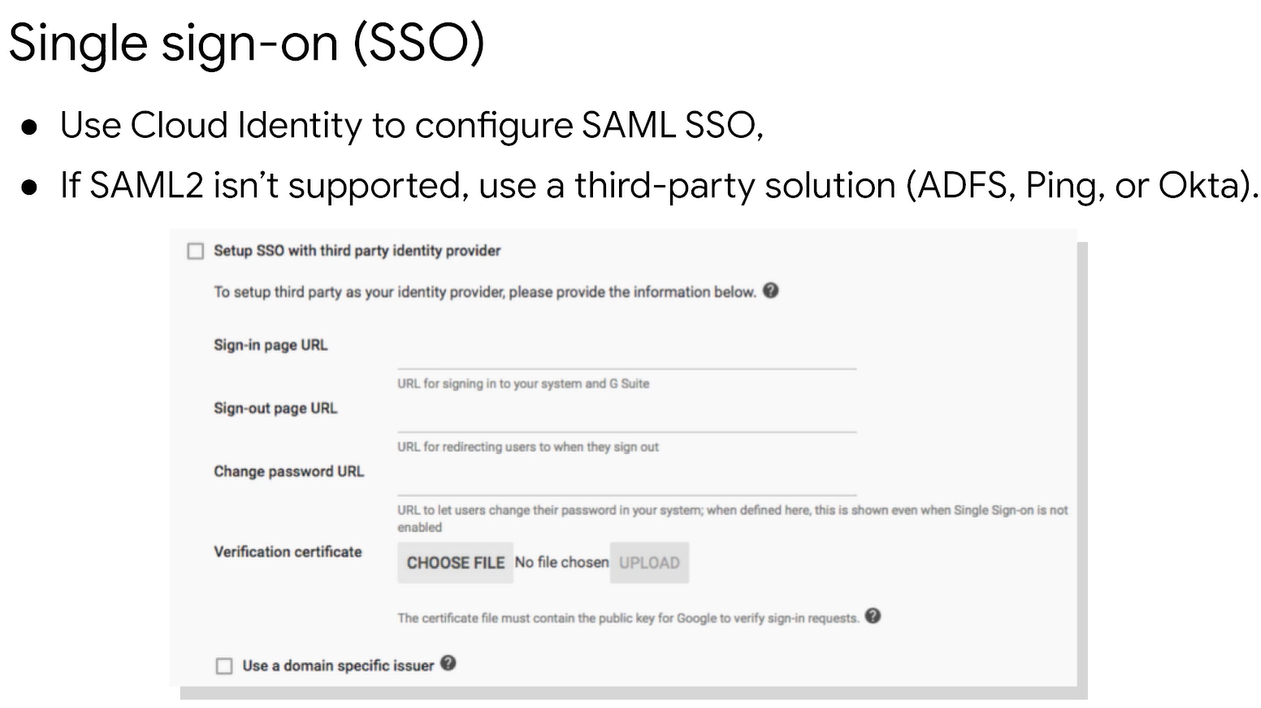 Single sign-on (SSO)
● Use Cloud Identity to configure SAML SSO,
● If SAML2 isn't supported, use a third-party solution (ADFS, Ping, or Okta).
Setup SSO with third party identity provider
To setup third party as your identity provider, please provide the information below. ?
Sign-in page URL
URL for signing in to your system and G Suite
Sign-out page URL
URL for redirecting users to when they sign out
Change password URL
URL to let users change their password in your system; when defined here, this is shown even when Single Sign-on is not
enabled
Verification certificate
CHOOSE FILE No file chosen UPLOAD
The certificate file must contain the public key for Google to verify sign-in requests. ?
Use a domain specific issuer ?